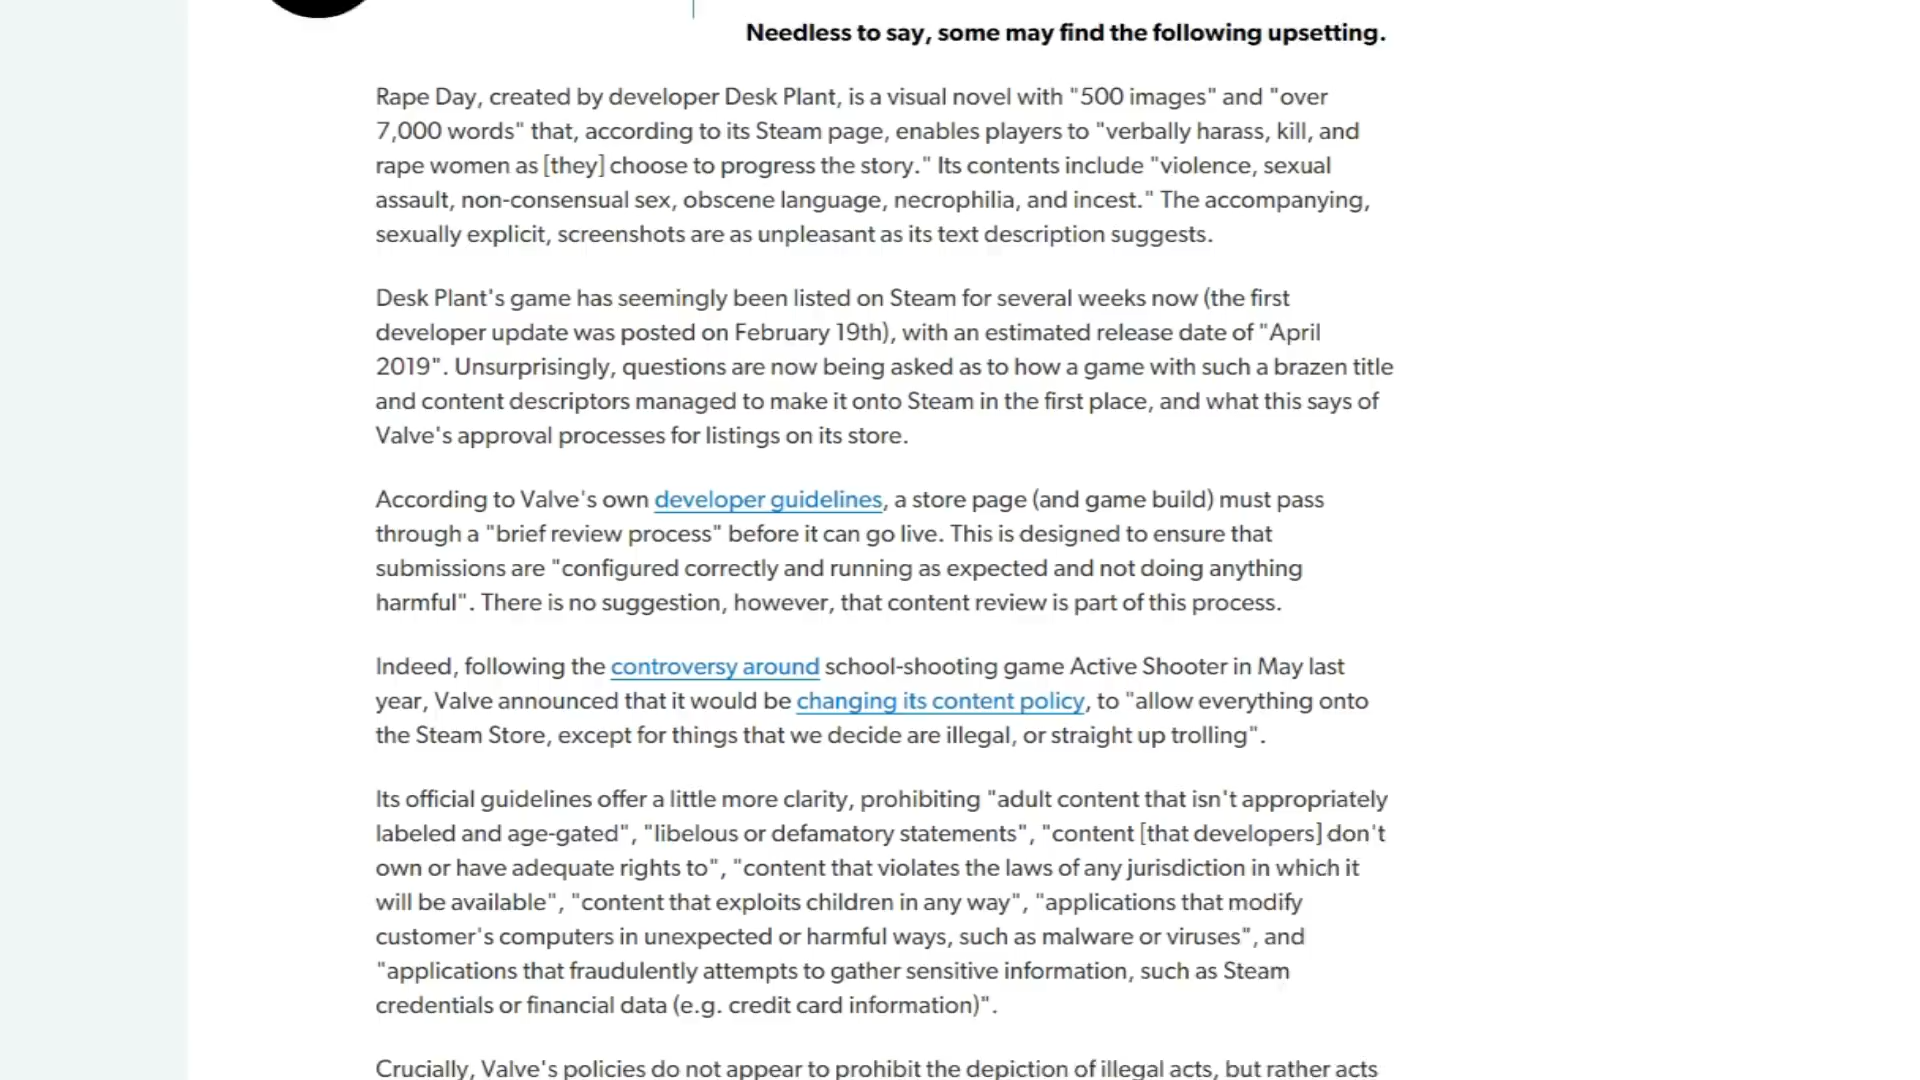 Needless to say, some may find the following upsetting.
Rape Day, created by developer Desk Plant, is a visual novel with "500 images" and "over
7,000 words" that, according to its Steam page, enables players to "verbally harass, kill, and
rape women as [they] choose to progress the story." Its contents include "violence, sexual
assault, non-consensual sex, obscene language, necrophilia, and incest." The accompanying,
sexually explicit, screenshots are as unpleasant as its text description suggests.
Desk Plant's game has seemingly been listed on Steam for several weeks now (the first
developer update was posted on February 19th), with an estimated release date of "April
2019". Unsurprisingly, questions are now being asked as to how a game with such a brazen title
and content descriptors managed to make it onto Steam in the first place, and what this says of
Valve's approval processes for listings on its store.
According to Valve's own developer guidelines, a store page (and game build) must pass
through a "brief review process" before it can go live. This is designed to ensure that
submissions are "configured correctly and running as expected and not doing anything
harmful". There is no suggestion, however, that content review is part of this process.
Indeed, following the controversy around school-shooting game Active Shooter in May last
year, Valve announced that it would be changing its content policy, to "allow everything onto
the Steam Store, except for things that we decide are illegal, or straight up trolling".
Its official guidelines offer a little more clarity, prohibiting "adult content that isn't appropriately
labeled and age-gated", "libelous or defamatory statements", "content [that developers] don't
own or have adequate rights to", "content that violates the laws of any jurisdiction in which it
will be available", "content that exploits children in any way", "applications that modify
customer's computers in unexpected or harmful ways, such as malware or viruses", and
"applications that fraudulently attempts to gather sensitive information, such as Steam
credentials or financial data (e.g. credit card information)".
Crucially, Valve's policies do not appear to prohibit the depiction of illegal acts, but rather acts